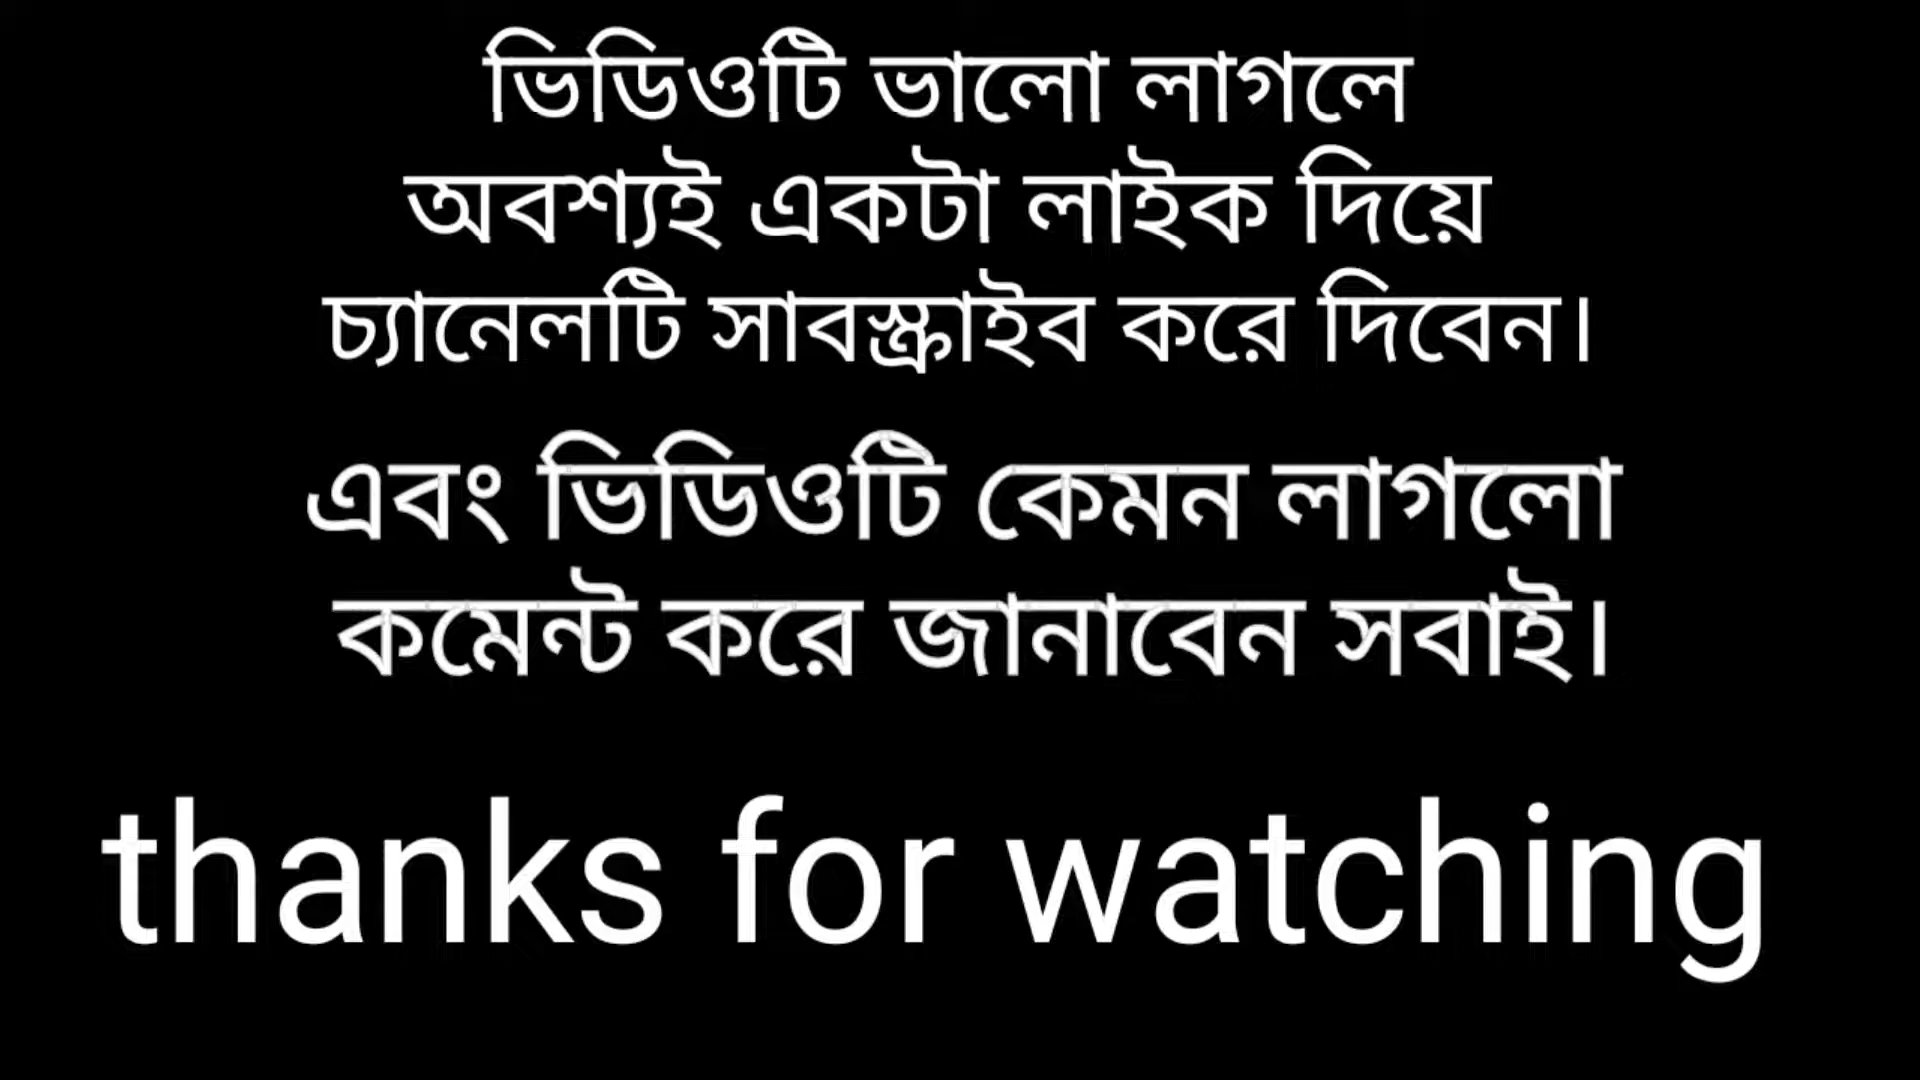 ভিডিওটি ভালো লাগলে
অবশ্যই একটা লাইক দিয়ে
চ্যানেলটি সাবস্ক্রাইব করে দিবেন।
এবং ভিডিওটি কেমন লাগলো
কমেন্ট করে জানাবেন সবাই।
thanks for watching